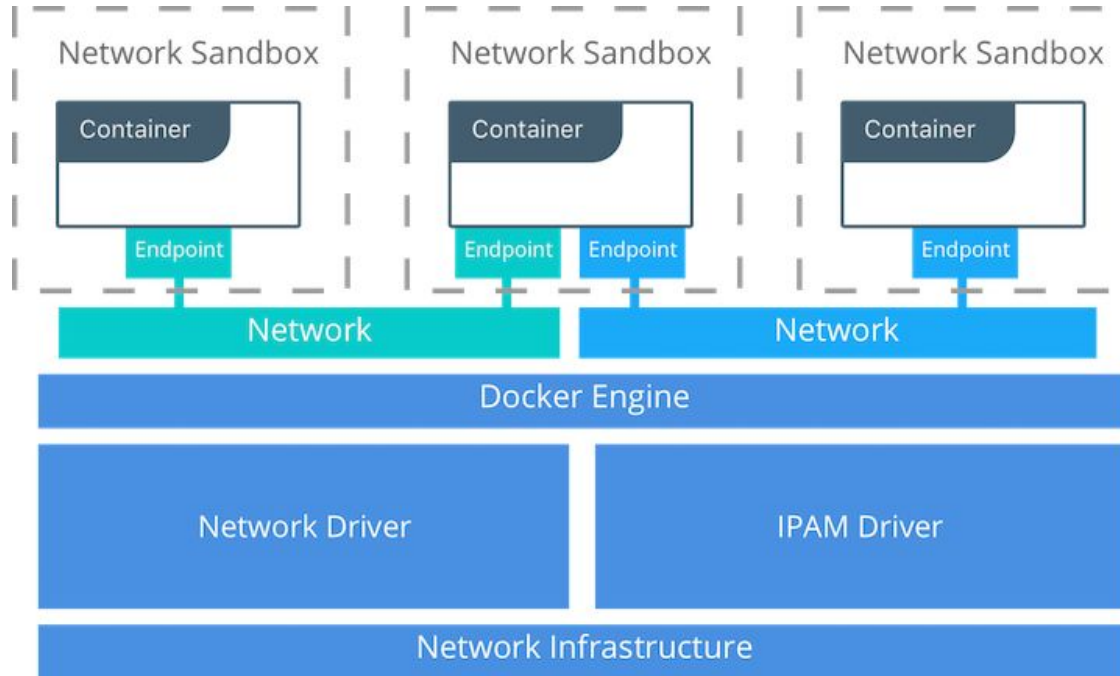 Network Sandbox
Network Sandbox
Network Sandbox
Container
Container
Container
Endpoint
Endpoint
Endpoint
Endpoint
Network
Network
Docker Engine
Network Driver
IPAM Driver
Network Infrastructure